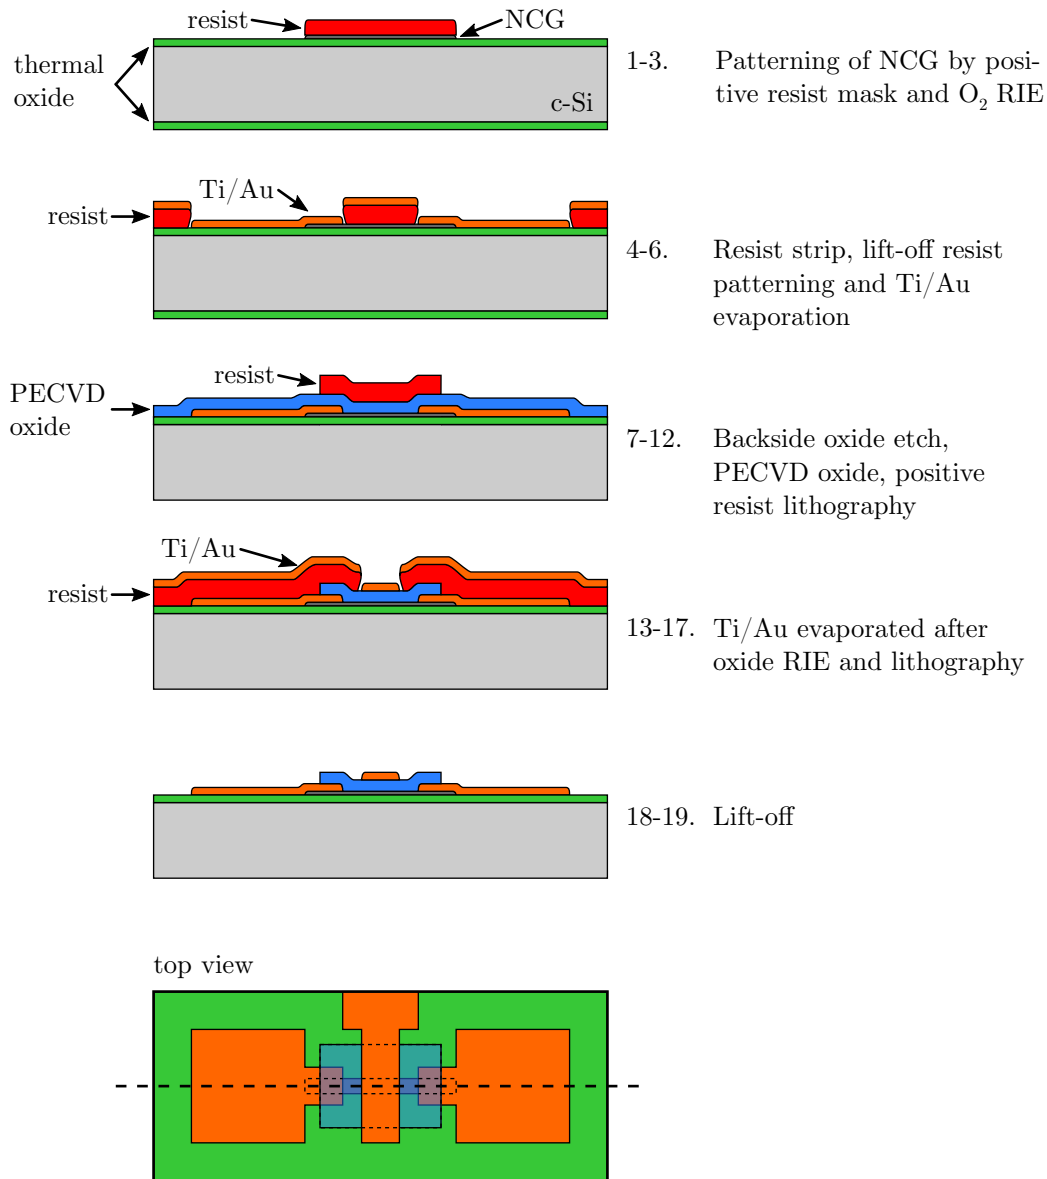 resist
NCG
thermal
oxide
c-Si
1-3. Patterning of NCG by posi-
tive resist mask and O₂ RIE
Ti/Au
resist
4-6. Resist strip, lift-off resist
patterning and Ti/Au
evaporation
PECVD
oxide
resist
7-12. Backside oxide etch,
PECVD oxide, positive
resist lithography
Ti/Au
resist
13-17. Ti/Au evaporated after
oxide RIE and lithography
18-19. Lift-off
top view